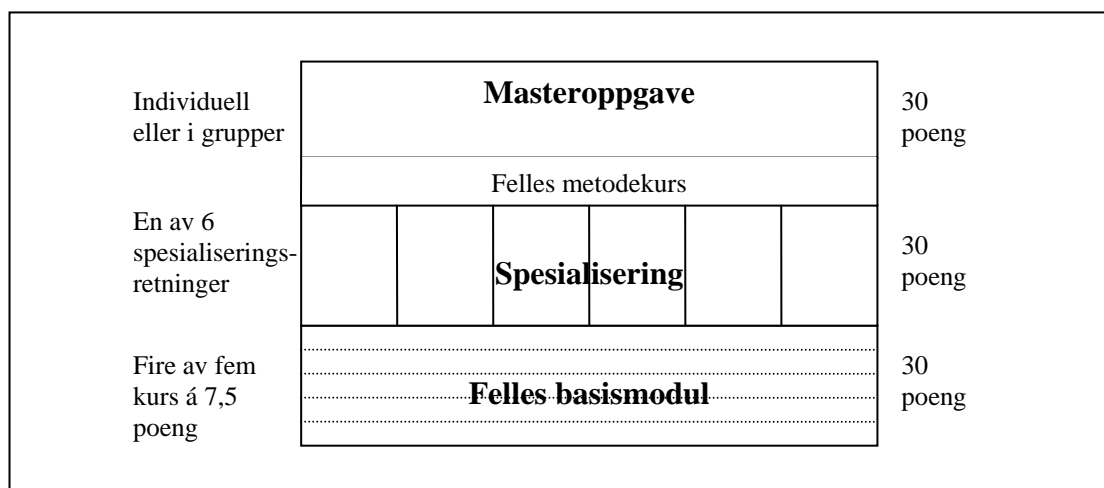 Individuell
eller i grupper
Masteroppgave
30
poeng
Felles metodekurs
En av 6
spesialiserings-
retninger
Spesialisering
30
poeng
Fire av fem
kurs á 7,5
poeng
Felles basismodul
30
poeng